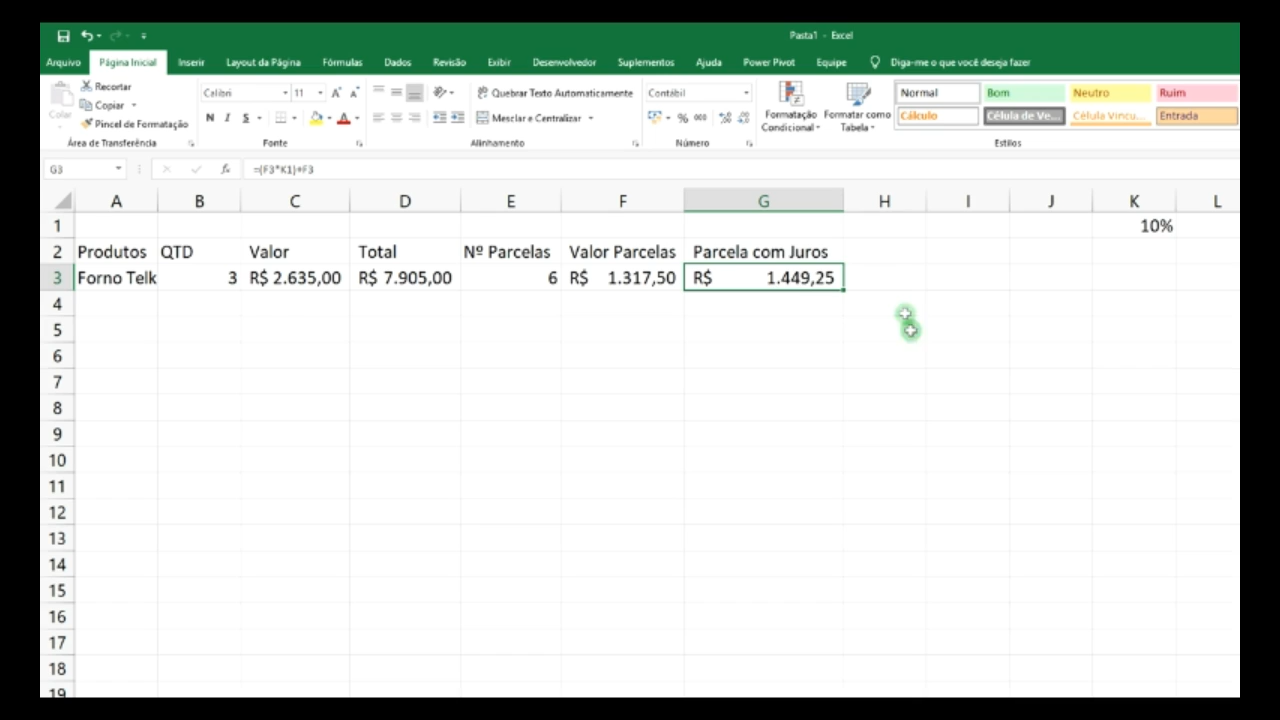 Pasta1 - Excel
Arquivo Página Inicial Inserir Layout da Página Fórmulas Dados Revisão Exibir Desenvolvedor Suplementos Ajuda Power Pivot Equipe Diga-me o que você deseja fazer
Recortar
Copiar
Pincel de Formatação
Colar
Área de Transferência
Calibri 11
N I S
Fonte
Quebrar Texto Automaticamente
Mesclar e Centralizar
Alinhamento
Contábil
% 000
Número
Formatação Condicional
Formatar como Tabela
Normal Bom Neutro Ruim
Cálculo Célula de Ve... Célula Vincu... Entrada
Estilos
G3 fx =(F3*K1)+F3
A B C D E F G H I J K L
1 10%
2 Produtos QTD Valor Total Nº Parcelas Valor Parcelas Parcela com Juros
3 Forno Telk 3 R$ 2.635,00 R$ 7.905,00 6 R$ 1.317,50 R$ 1.449,25
4
5
6
7
8
9
10
11
12
13
14
15
16
17
18
19